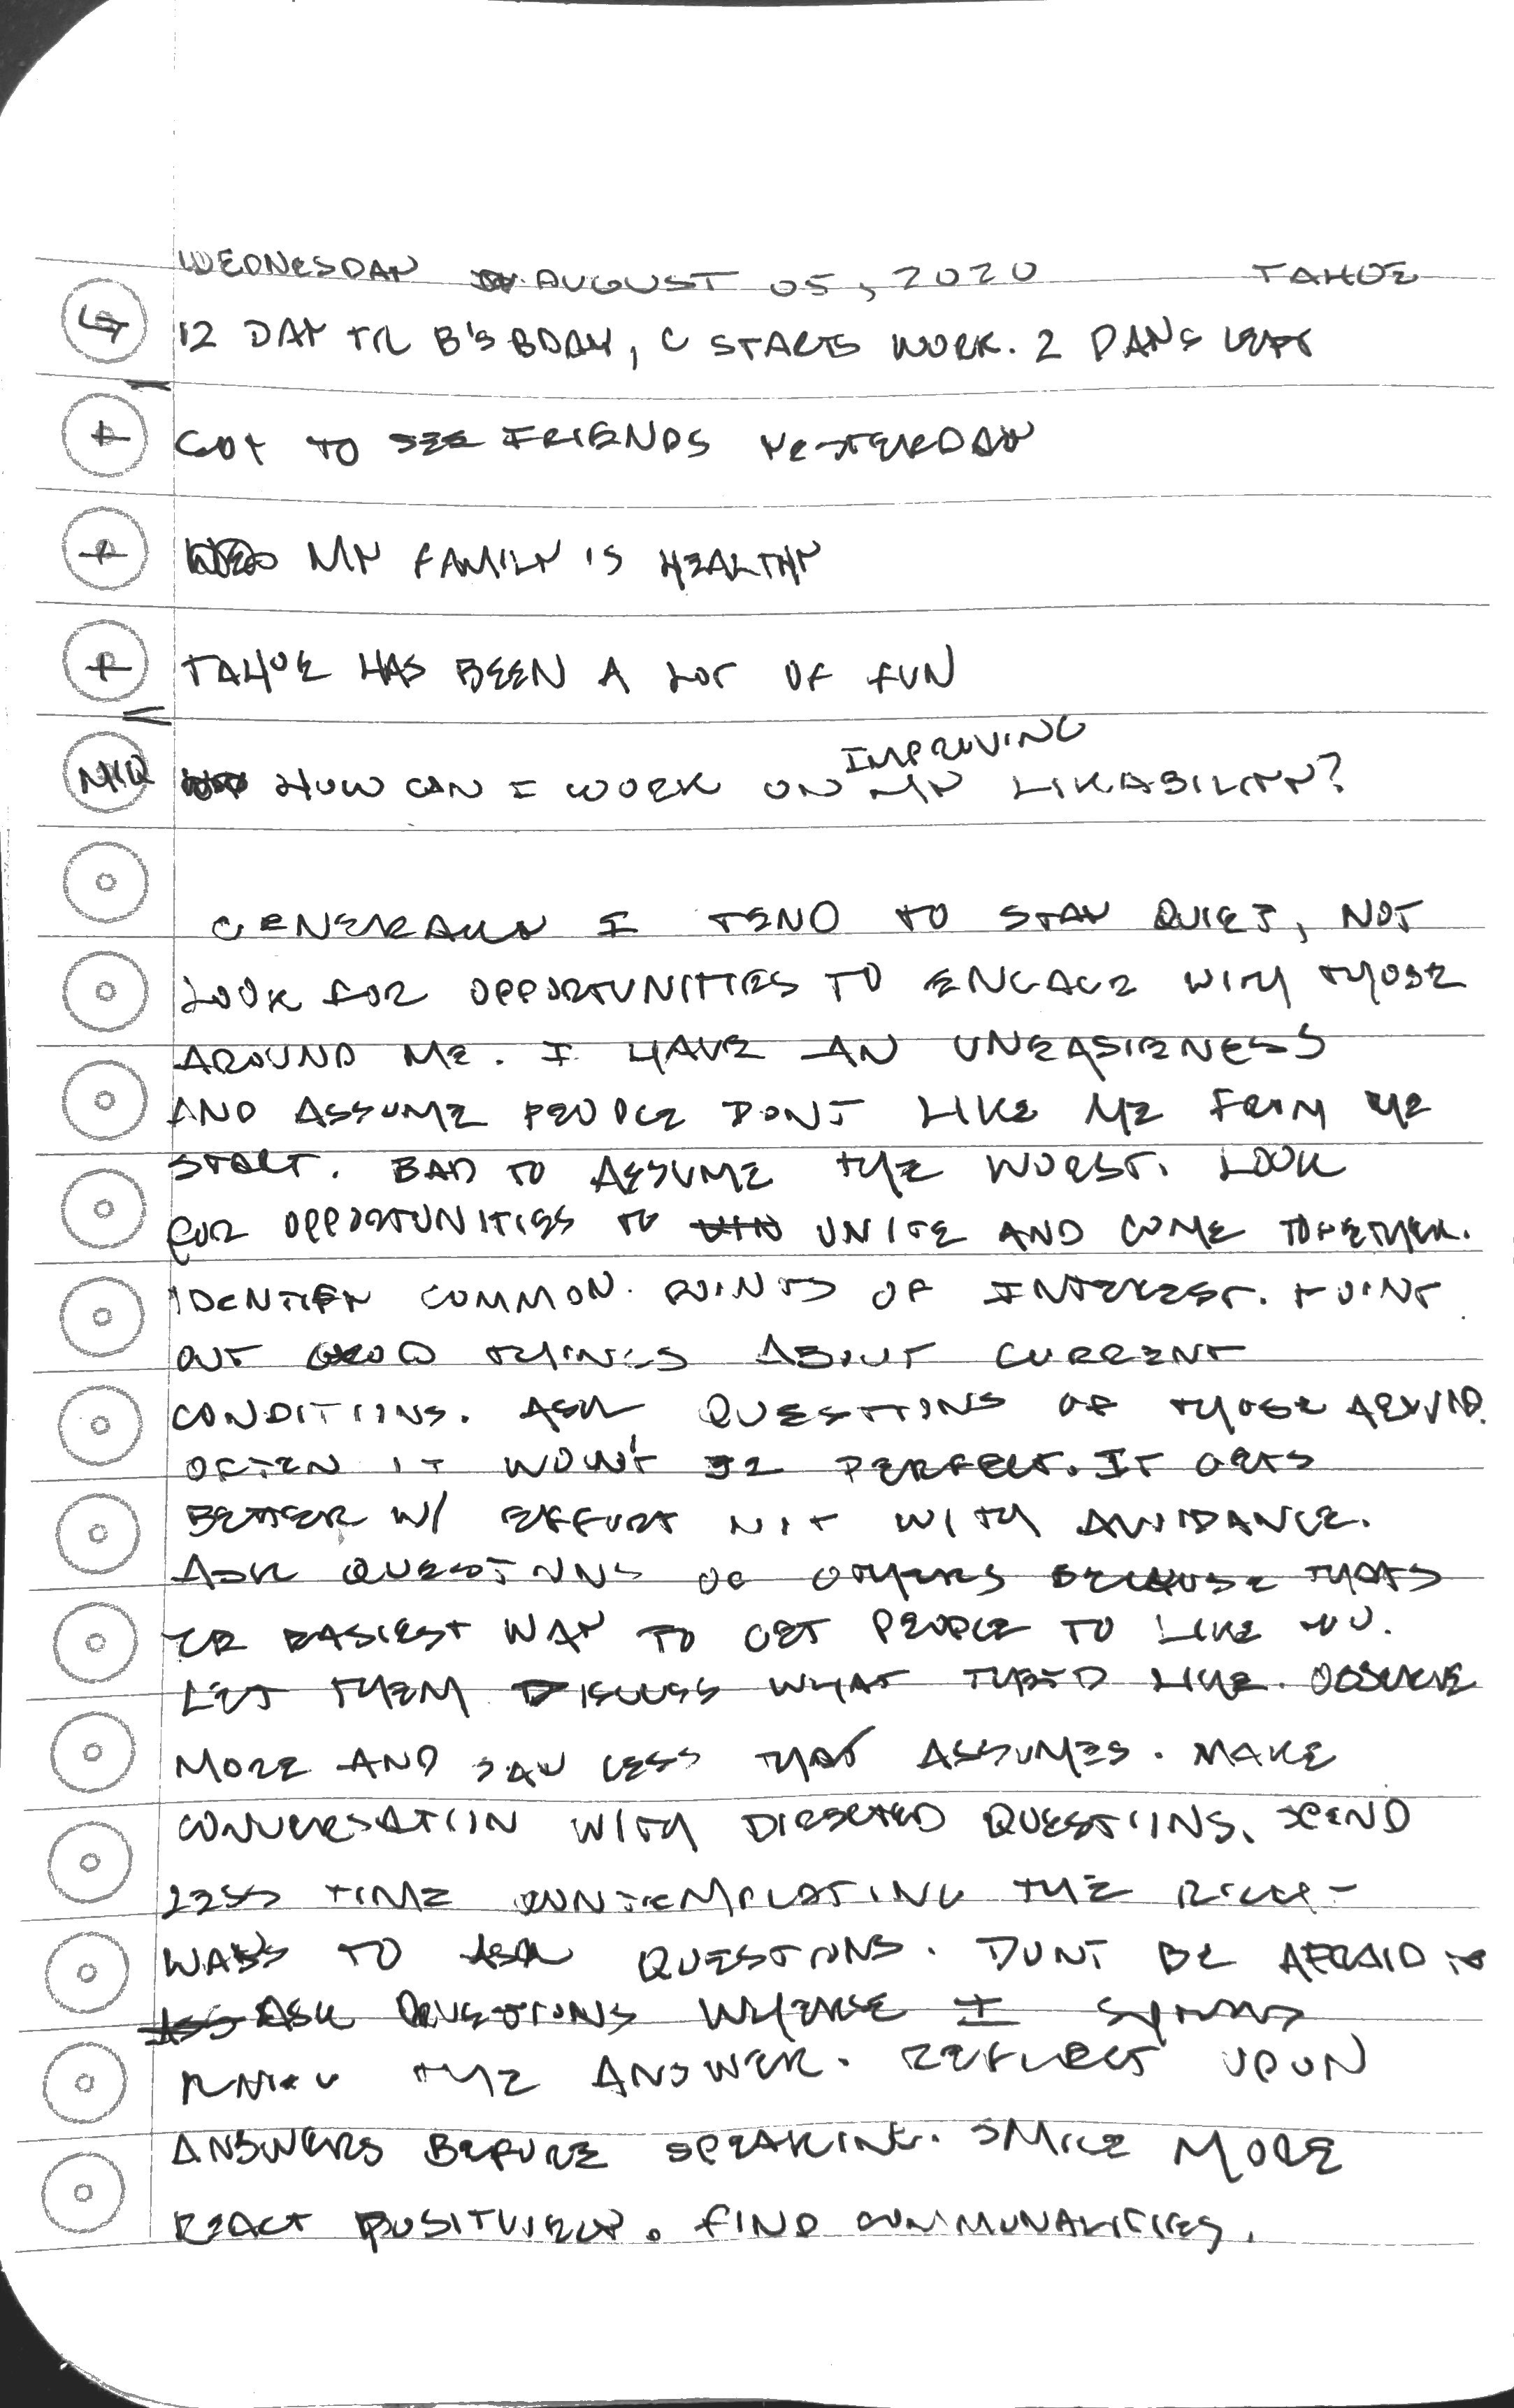 WEDNESDAY AUGUST 05, 2020 TAHOE
12 DAY TIL B'S BDAY, C STARTS WORK. 2 DAYS LEFT
+ GOT TO SEE FRIENDS YESTERDAY
+ MY FAMILY IS HEALTHY
+ TAHOE HAS BEEN A LOT OF FUN
IMPROVING
MIQ HOW CAN I WORK ON MY LIKABILITY?
GENERALLY I TEND TO STAY QUIET, NOT
LOOK FOR OPPORTUNITIES TO ENGAGE WITH THOSE
AROUND ME. I HAVE AN UNEASIENESS
AND ASSUME PEOPLE DONT LIKE ME FROM THE
START. BAD TO ASSUME THE WORST. LOOK
FOR OPPORTUNITIES TO UNITE AND COME TOGETHER.
IDENTIFY COMMON POINTS OF INTEREST. POINT
OUT GOOD THINGS ABOUT CURRENT
CONDITIONS. ASK QUESTIONS OF THOSE AROUND.
OFTEN IT WON'T BE PERFECT. IT GETS
BETTER W/ EFFORT NOT WITH AVOIDANCE.
ASK QUESTIONS OF OTHERS BECAUSE THATS
EASIEST WAY TO GET PEOPLE TO LIKE YOU.
LET THEM DISCUSS WHAT THEY'D LIKE. OBSERVE
MORE AND SAY LESS THAT ASSUMES. MAKE
CONVERSATION WITH DIRECTED QUESTIONS. SPEND
LESS TIME CONTEMPLATING THE RIGHT
WAYS TO ASK QUESTIONS. DONT BE AFRAID TO
ASK QUESTIONS WHERE I
KNOW THE ANSWER. REFLECT UPON
ANSWERS BEFORE SPEAKING. SMILE MORE
REACT POSITIVELY. FIND COMMUNALITIES.